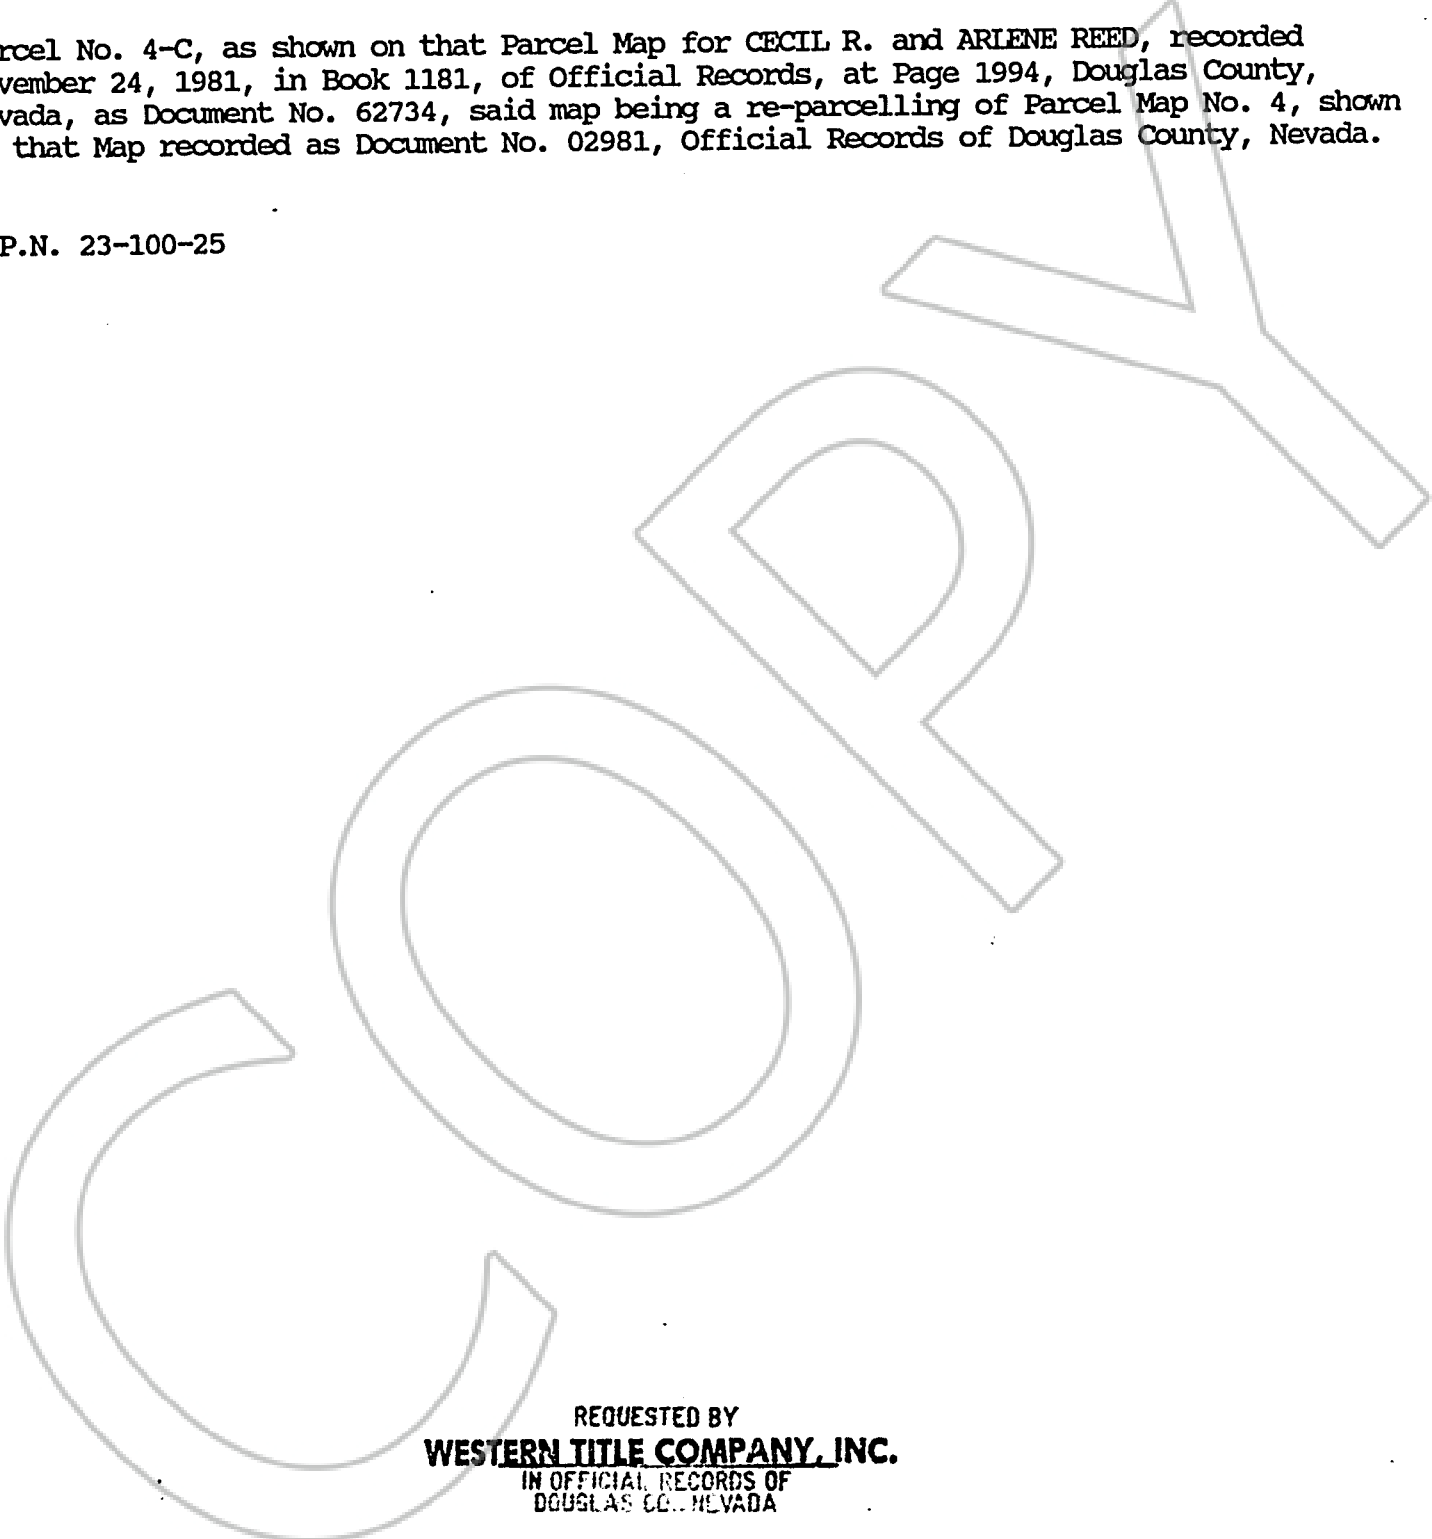 rcel No. 4-C, as shown on that Parcel Map for CECIL R. and ARLENE REED, recorded
vember 24, 1981, in Book 1181, of Official Records, at Page 1994, Douglas County,
vada, as Document No. 62734, said map being a re-parcelling of Parcel Map No. 4, shown
that Map recorded as Document No. 02981, Official Records of Douglas County, Nevada.
P.N. 23-100-25
COPY
REQUESTED BY
WESTERN TITLE COMPANY, INC.
IN OFFICIAL RECORDS OF
DOUGLAS CO., NEVADA